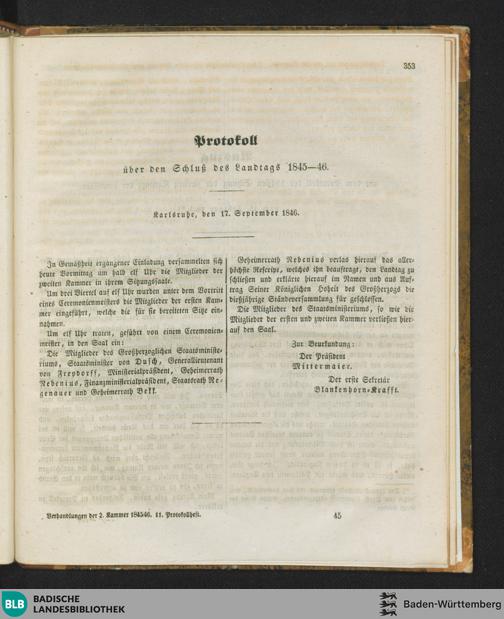 353
Protokoll
über den Schluß des Landtags 1845—46.
Karlsruhe, den 17. September 1846.
In Gemäßheit ergangener Einladung versammelten sich
heute Vormittag um halb elf Uhr die Mitglieder der
zweiten Kammer in ihrem Sitzungssaale.
Um drei Viertel auf elf Uhr wurden unter dem Vortritt
eines Ceremonienmeisters die Mitglieder der ersten Kam-
mer eingeführt, welche die für sie bereiteten Sitze ein-
nahmen.
Um elf Uhr traten, geführt von einem Ceremonien-
meister, in den Saal ein:
Die Mitglieder des Großherzoglichen Staatsministe-
riums, Staatsminister von Dusch, Generallieutenant
von Freydorff, Ministerialpräsident, Geheimerrath
Nebenius, Finanzministerialpräsident, Staatsrath Re-
genauer und Geheimerrath Bekk.
Geheimerrath Nebenius verlas hierauf das aller-
höchste Rescript, welches ihn beauftragt, den Landtag zu
schließen und erklärte hierauf im Namen und aus Auf-
trag Seiner Königlichen Hoheit des Großherzogs die
dießjährige Ständeversammlung für geschlossen.
Die Mitglieder des Staatsministeriums, so wie die
Mitglieder der ersten und zweiten Kammer verließen hier-
auf den Saal.
Zur Beurkundung:
Der Präsident
Mittermaier.
Der erste Sekretär
Blankenhorn-Krafft.
Verhandlungen der 2. Kammer 184546. 11. Protokollheft.
45
BLB BADISCHE
LANDESBIBLIOTHEK
Baden-Württemberg